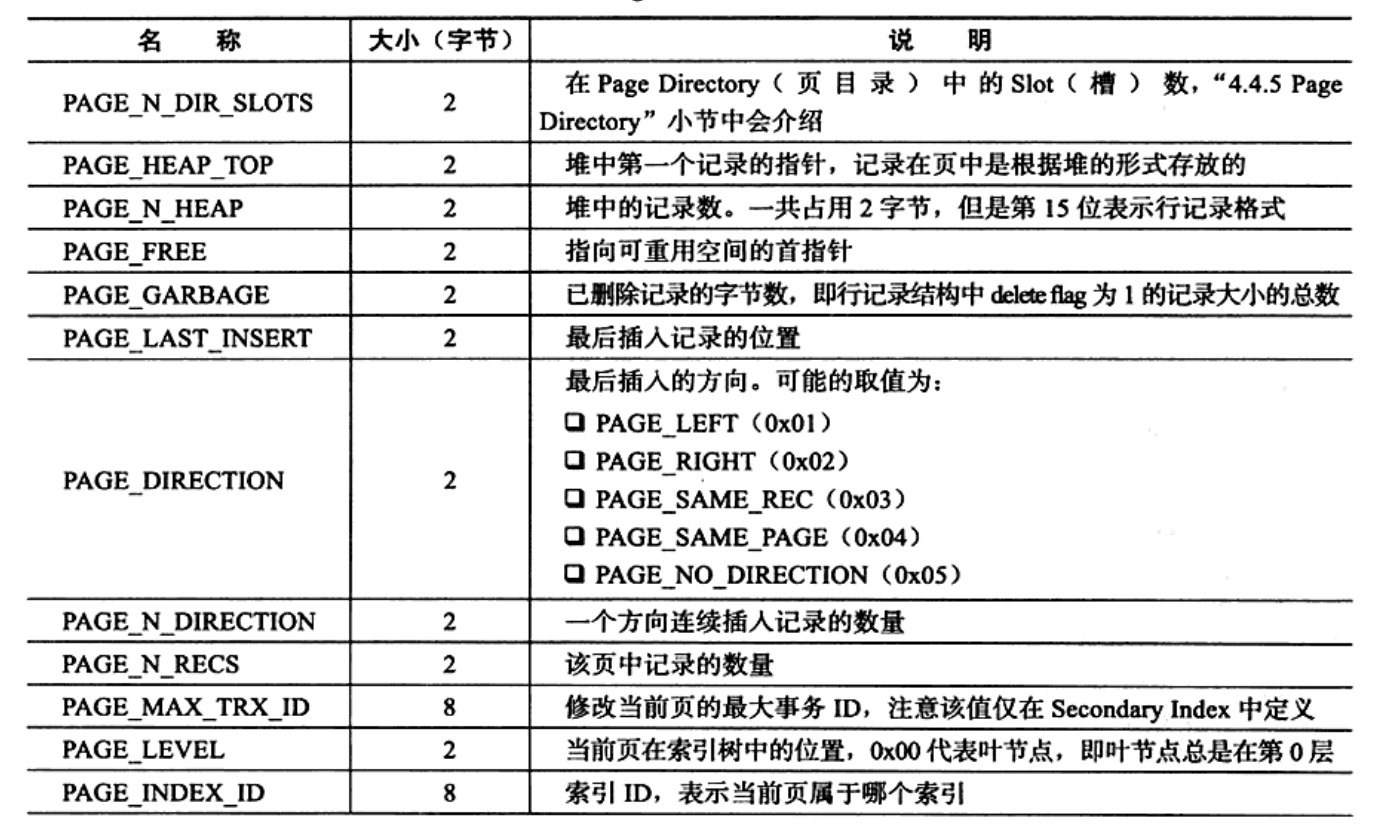 名 称 大小（字节） 说 明
PAGE_N_DIR_SLOTS 2 在 Page Directory（ 页 目 录 ） 中 的 Slot（ 槽 ） 数，“4.4.5 Page
Directory”小节中会介绍
PAGE_HEAP_TOP 2 堆中第一个记录的指针，记录在页中是根据堆的形式存放的
PAGE_N_HEAP 2 堆中的记录数。一共占用 2 字节，但是第 15 位表示行记录格式
PAGE_FREE 2 指向可重用空间的首指针
PAGE_GARBAGE 2 已删除记录的字节数，即行记录结构中 delete flag 为 1 的记录大小的总数
PAGE_LAST_INSERT 2 最后插入记录的位置
最后插入的方向。可能的取值为：
❑ PAGE_LEFT（0x01）
❑ PAGE_RIGHT（0x02）
PAGE_DIRECTION 2 ❑ PAGE_SAME_REC（0x03）
❑ PAGE_SAME_PAGE（0x04）
❑ PAGE_NO_DIRECTION（0x05）
PAGE_N_DIRECTION 2 一个方向连续插入记录的数量
PAGE_N_RECS 2 该页中记录的数量
PAGE_MAX_TRX_ID 8 修改当前页的最大事务 ID，注意该值仅在 Secondary Index 中定义
PAGE_LEVEL 2 当前页在索引树中的位置，0x00 代表叶节点，即叶节点总是在第 0 层
PAGE_INDEX_ID 8 索引 ID，表示当前页属于哪个索引